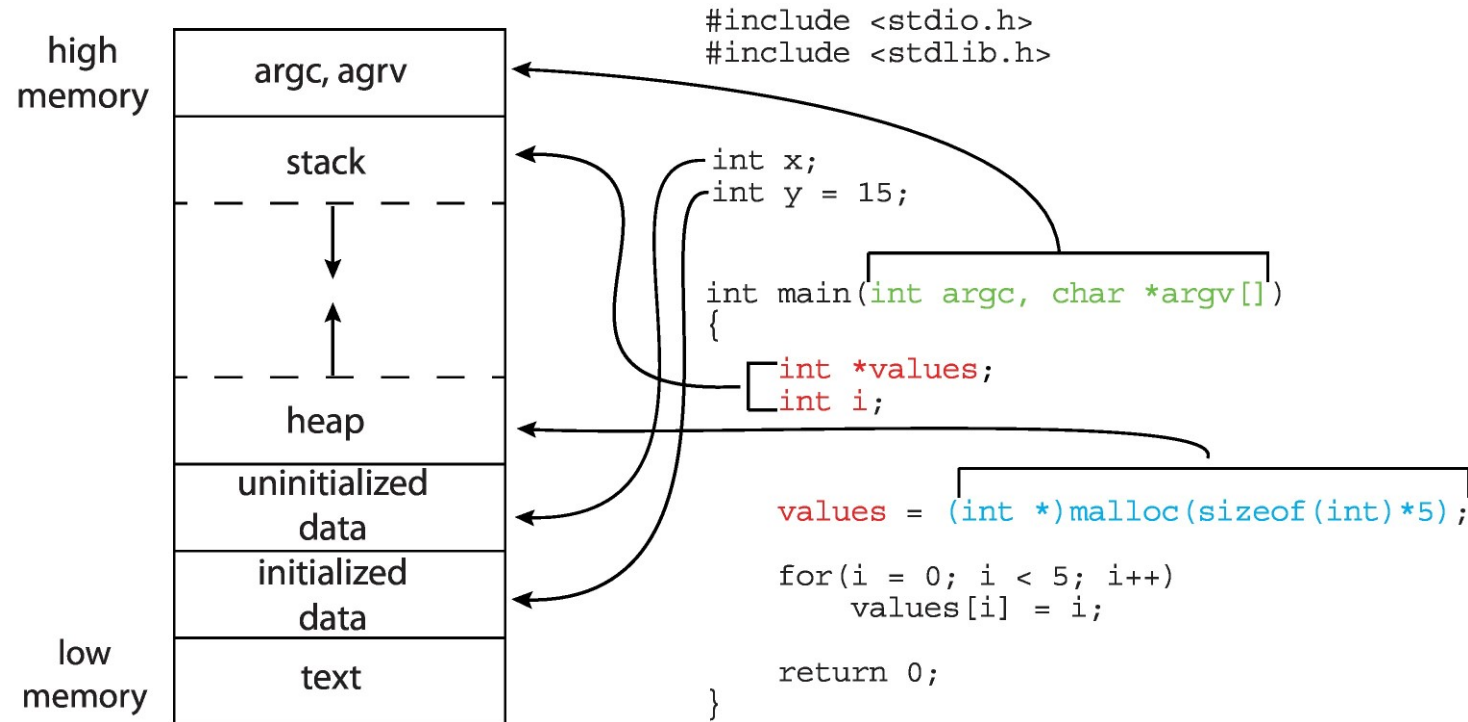 high
memory
argc, agrv
stack
heap
uninitialized
data
initialized
data
low
memory
text
#include <stdio.h>
#include <stdlib.h>
int x;
int y = 15;
int main(int argc, char *argv[])
{
int *values;
int i;
values = (int *)malloc(sizeof(int)*5);
for(i = 0; i < 5; i++)
values[i] = i;
return 0;
}